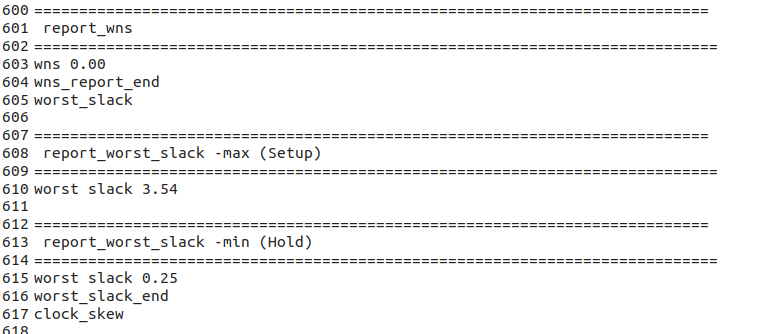 600 ===========================================================================
601  report_wns
602 ============================================================================
603 wns 0.00
604 wns_report_end
605 worst_slack
606
607 ===========================================================================
608  report_worst_slack -max (Setup)
609 ============================================================================
610 worst slack 3.54
611
612 ===========================================================================
613  report_worst_slack -min (Hold)
614 ============================================================================
615 worst slack 0.25
616 worst_slack_end
617 clock_skew
618